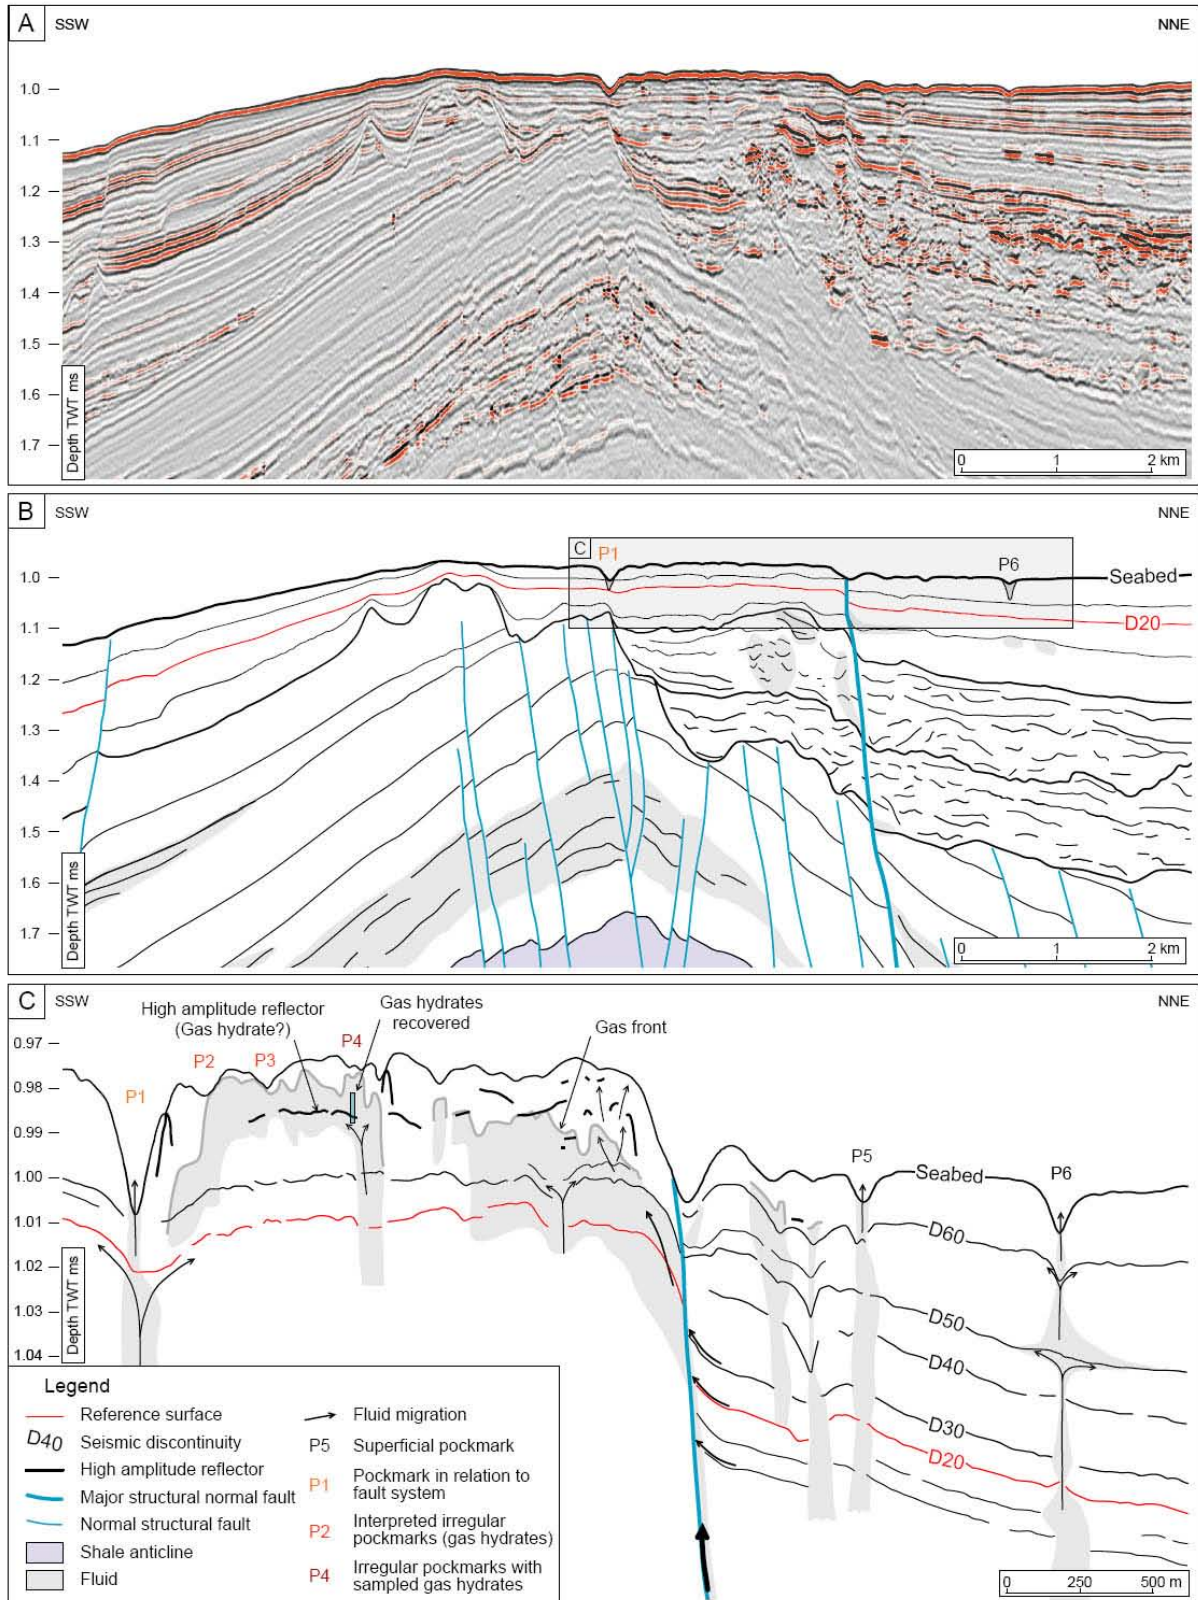 A
SSW
NNE
1.0
1.1
1.2
1.3
1.4
1.5
1.6
1.7
Depth TWT ms
0 1 2 km
B
SSW
NNE
C
P1
P6
Seabed
D20
1.0
1.1
1.2
1.3
1.4
1.5
1.6
1.7
Depth TWT ms
0 1 2 km
C
SSW
NNE
High amplitude reflector
(Gas hydrate?)
Gas hydrates
recovered
Gas front
P1
P2
P3
P4
P5
P6
Seabed
D60
D50
D40
D30
D20
0.97
0.98
0.99
1.00
1.01
1.02
1.03
1.04
Depth TWT ms
Legend
Reference surface
D40 Seismic discontinuity
High amplitude reflector
Major structural normal fault
Normal structural fault
Shale anticline
Fluid
Fluid migration
P5 Superficial pockmark
P1 Pockmark in relation to
fault system
P2 Interpreted irregular
pockmarks (gas hydrates)
P4 Irregular pockmarks with
sampled gas hydrates
0 250 500 m